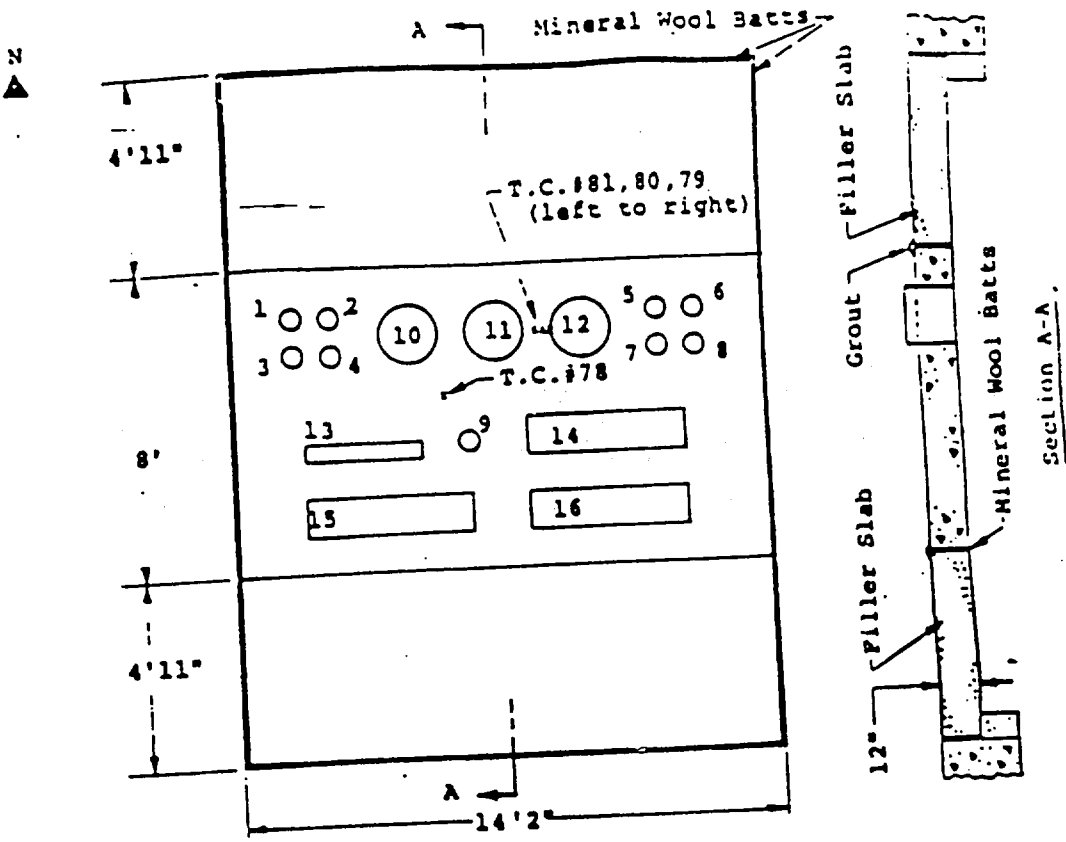 A
Mineral Wool Batts
N
4'11"
T.C.#81,80,79
(left to right)
1
2
3
4
10
11
12
5
6
7
8
T.C.#78
8'
13
9
14
15
16
4'11"
A
14'2"
Filler Slab
Grout
Mineral Wool Batts
Filler Slab
12"
Section A-A.